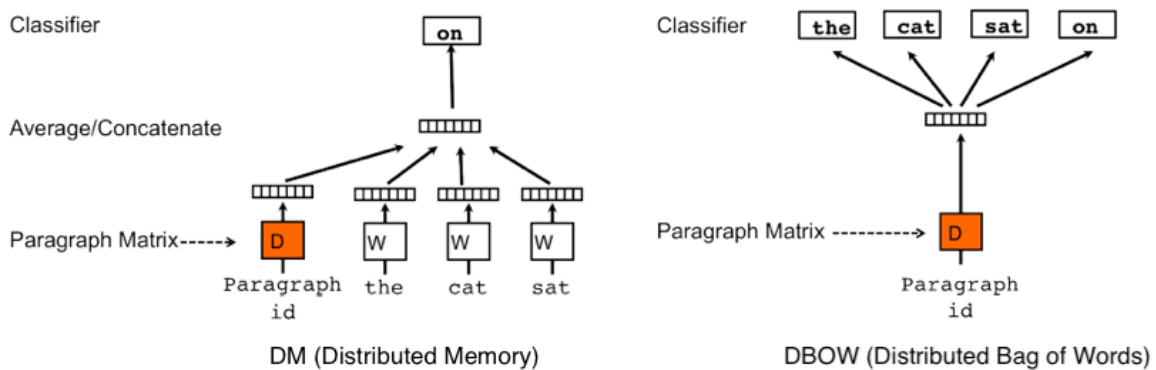 Classifier
on
Average/Concatenate
Paragraph Matrix
D
W
W
W
Paragraph
id
the
cat
sat
DM (Distributed Memory)
Classifier
the
cat
sat
on
Paragraph Matrix
D
Paragraph
id
DBOW (Distributed Bag of Words)